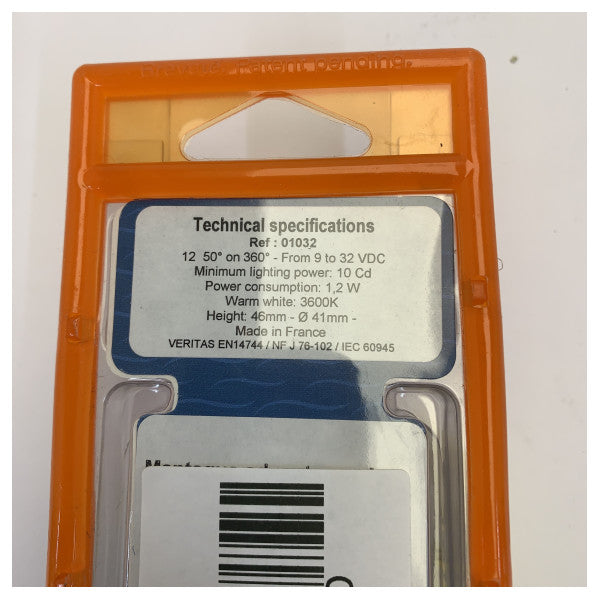 Brevets, Patent pending.
Technical specifications
Ref : 01032
12 50° on 360° - From 9 to 32 VDC
Minimum lighting power: 10 Cd
Power consumption: 1,2 W
Warm white: 3600K
Height: 46mm - Ø 41mm -
Made in France
VERITAS EN14744 / NF J 76-102 / IEC 60945